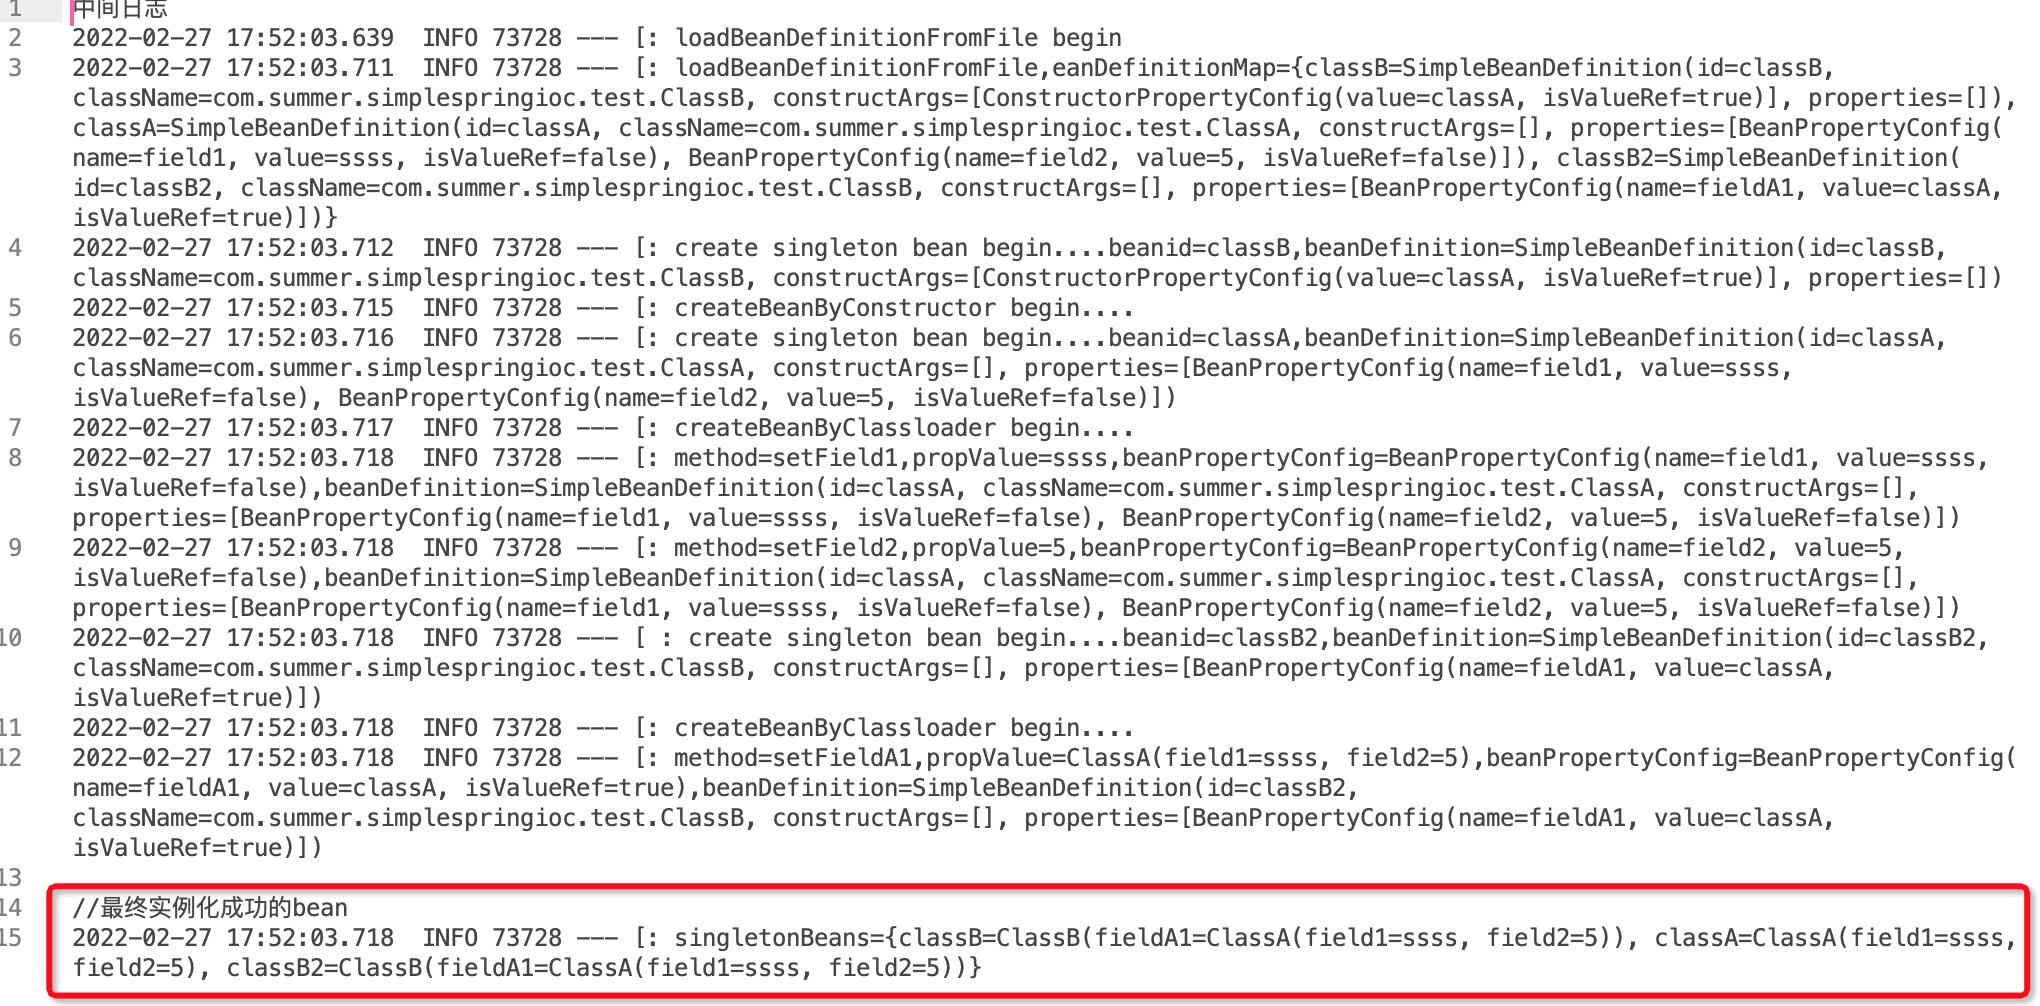 1 中间日志
2 2022-02-27 17:52:03.639  INFO 73728 --- [: loadBeanDefinitionFromFile begin
3 2022-02-27 17:52:03.711  INFO 73728 --- [: loadBeanDefinitionFromFile,eanDefinitionMap={classB=SimpleBeanDefinition(id=classB,
className=com.summer.simplespringioc.test.ClassB, constructArgs=[ConstructorPropertyConfig(value=classA, isValueRef=true)], properties=[]),
classA=SimpleBeanDefinition(id=classA, className=com.summer.simplespringioc.test.ClassA, constructArgs=[], properties=[BeanPropertyConfig(
name=field1, value=ssss, isValueRef=false), BeanPropertyConfig(name=field2, value=5, isValueRef=false)]), classB2=SimpleBeanDefinition(
id=classB2, className=com.summer.simplespringioc.test.ClassB, constructArgs=[], properties=[BeanPropertyConfig(name=fieldA1, value=classA,
isValueRef=true)])}
4 2022-02-27 17:52:03.712  INFO 73728 --- [: create singleton bean begin....beanid=classB,beanDefinition=SimpleBeanDefinition(id=classB,
className=com.summer.simplespringioc.test.ClassB, constructArgs=[ConstructorPropertyConfig(value=classA, isValueRef=true)], properties=[])
5 2022-02-27 17:52:03.715  INFO 73728 --- [: createBeanByConstructor begin....
6 2022-02-27 17:52:03.716  INFO 73728 --- [: create singleton bean begin....beanid=classA,beanDefinition=SimpleBeanDefinition(id=classA,
className=com.summer.simplespringioc.test.ClassA, constructArgs=[], properties=[BeanPropertyConfig(name=field1, value=ssss,
isValueRef=false), BeanPropertyConfig(name=field2, value=5, isValueRef=false)])
7 2022-02-27 17:52:03.717  INFO 73728 --- [: createBeanByClassloader begin....
8 2022-02-27 17:52:03.718  INFO 73728 --- [: method=setField1,propValue=ssss,beanPropertyConfig=BeanPropertyConfig(name=field1, value=ssss,
isValueRef=false),beanDefinition=SimpleBeanDefinition(id=classA, className=com.summer.simplespringioc.test.ClassA, constructArgs=[],
properties=[BeanPropertyConfig(name=field1, value=ssss, isValueRef=false), BeanPropertyConfig(name=field2, value=5, isValueRef=false)])
9 2022-02-27 17:52:03.718  INFO 73728 --- [: method=setField2,propValue=5,beanPropertyConfig=BeanPropertyConfig(name=field2, value=5,
isValueRef=false),beanDefinition=SimpleBeanDefinition(id=classA, className=com.summer.simplespringioc.test.ClassA, constructArgs=[],
properties=[BeanPropertyConfig(name=field1, value=ssss, isValueRef=false), BeanPropertyConfig(name=field2, value=5, isValueRef=false)])
10 2022-02-27 17:52:03.718  INFO 73728 --- [ : create singleton bean begin....beanid=classB2,beanDefinition=SimpleBeanDefinition(id=classB2,
className=com.summer.simplespringioc.test.ClassB, constructArgs=[], properties=[BeanPropertyConfig(name=fieldA1, value=classA,
isValueRef=true)])
11 2022-02-27 17:52:03.718  INFO 73728 --- [: createBeanByClassloader begin....
12 2022-02-27 17:52:03.718  INFO 73728 --- [: method=setFieldA1,propValue=ClassA(field1=ssss, field2=5),beanPropertyConfig=BeanPropertyConfig(
name=fieldA1, value=classA, isValueRef=true),beanDefinition=SimpleBeanDefinition(id=classB2,
className=com.summer.simplespringioc.test.ClassB, constructArgs=[], properties=[BeanPropertyConfig(name=fieldA1, value=classA,
isValueRef=true)])
13
14 //最终实例化成功的bean
15 2022-02-27 17:52:03.718  INFO 73728 --- [: singletonBeans={classB=ClassB(fieldA1=ClassA(field1=ssss, field2=5)), classA=ClassA(field1=ssss,
field2=5), classB2=ClassB(fieldA1=ClassA(field1=ssss, field2=5))}